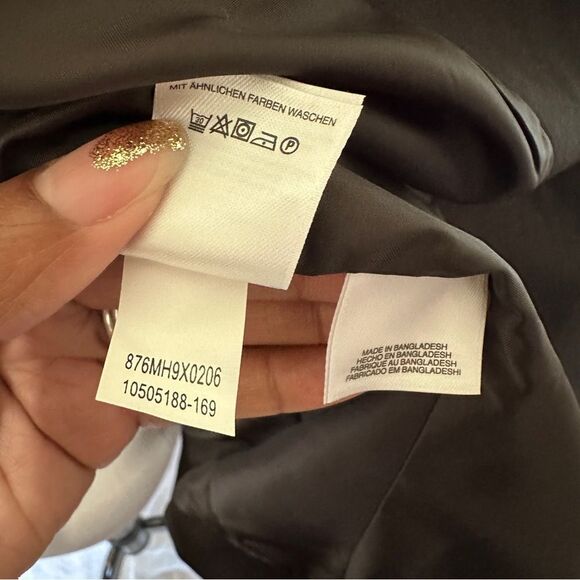 MIT ÄHNLICHEN FARBEN WASCHEN
30
P
876MH9X0206
10505188-169
MADE IN BANGLADESH
HECHO EN BANGLADESH
FABRIQUÉ AU BANGLADESH
FABRICADO EM BANGLADESH